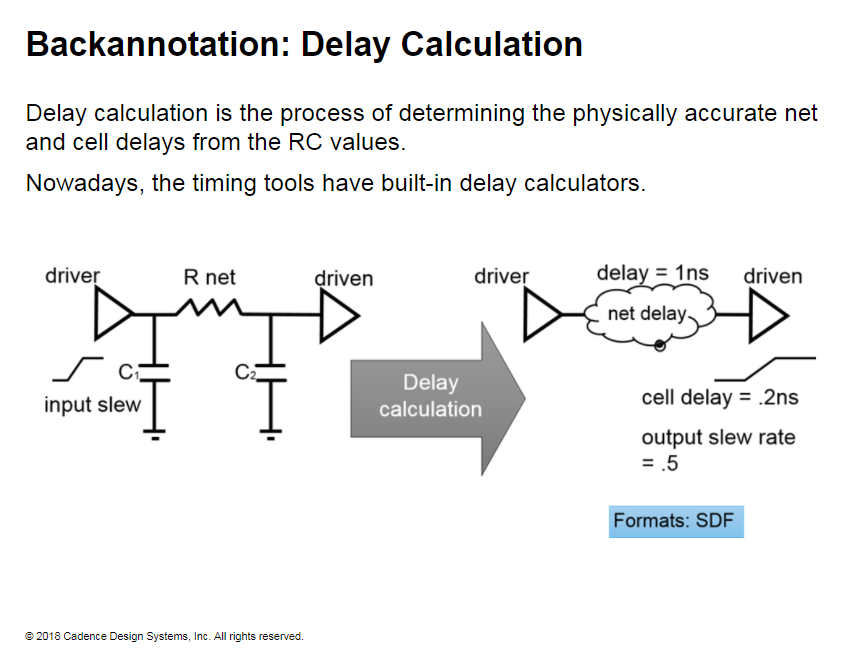 Backannotation: Delay Calculation
Delay calculation is the process of determining the physically accurate net
and cell delays from the RC values.
Nowadays, the timing tools have built-in delay calculators.
driver
R net
driven
C1
C2
input slew
Delay
calculation
driver
delay = 1ns
driven
net delay
cell delay = .2ns
output slew rate
= .5
Formats: SDF
© 2018 Cadence Design Systems, Inc. All rights reserved.